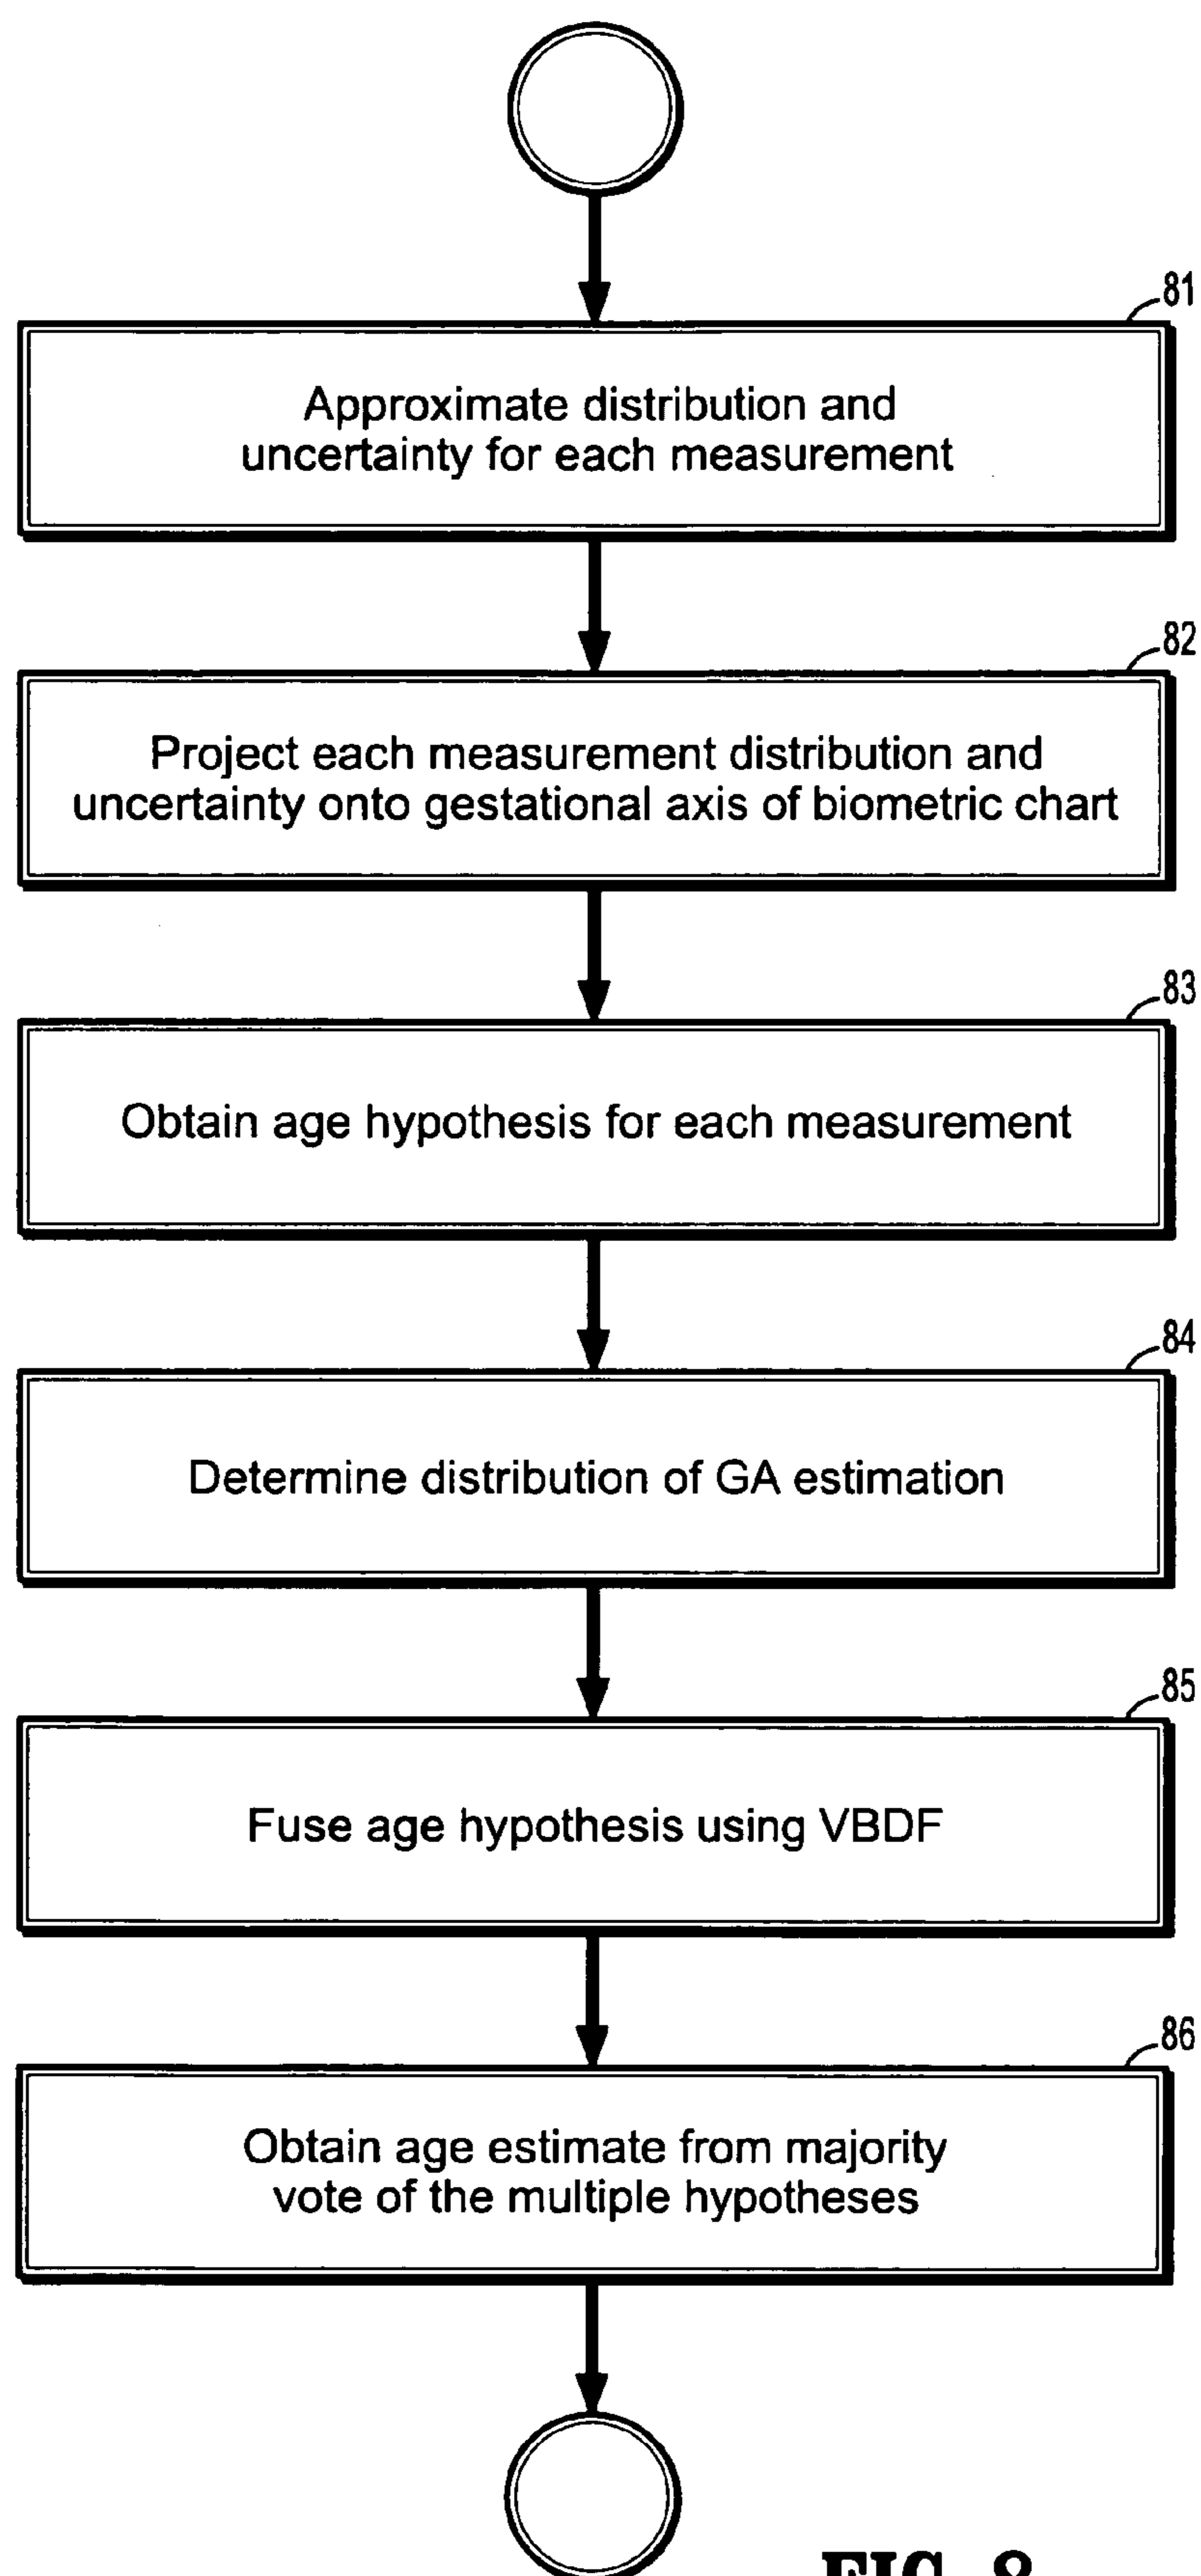 81
Approximate distribution and
uncertainty for each measurement
82
Project each measurement distribution and
uncertainty onto gestational axis of biometric chart
83
Obtain age hypothesis for each measurement
84
Determine distribution of GA estimation
85
Fuse age hypothesis using VBDF
86
Obtain age estimate from majority
vote of the multiple hypotheses
FIG. 8